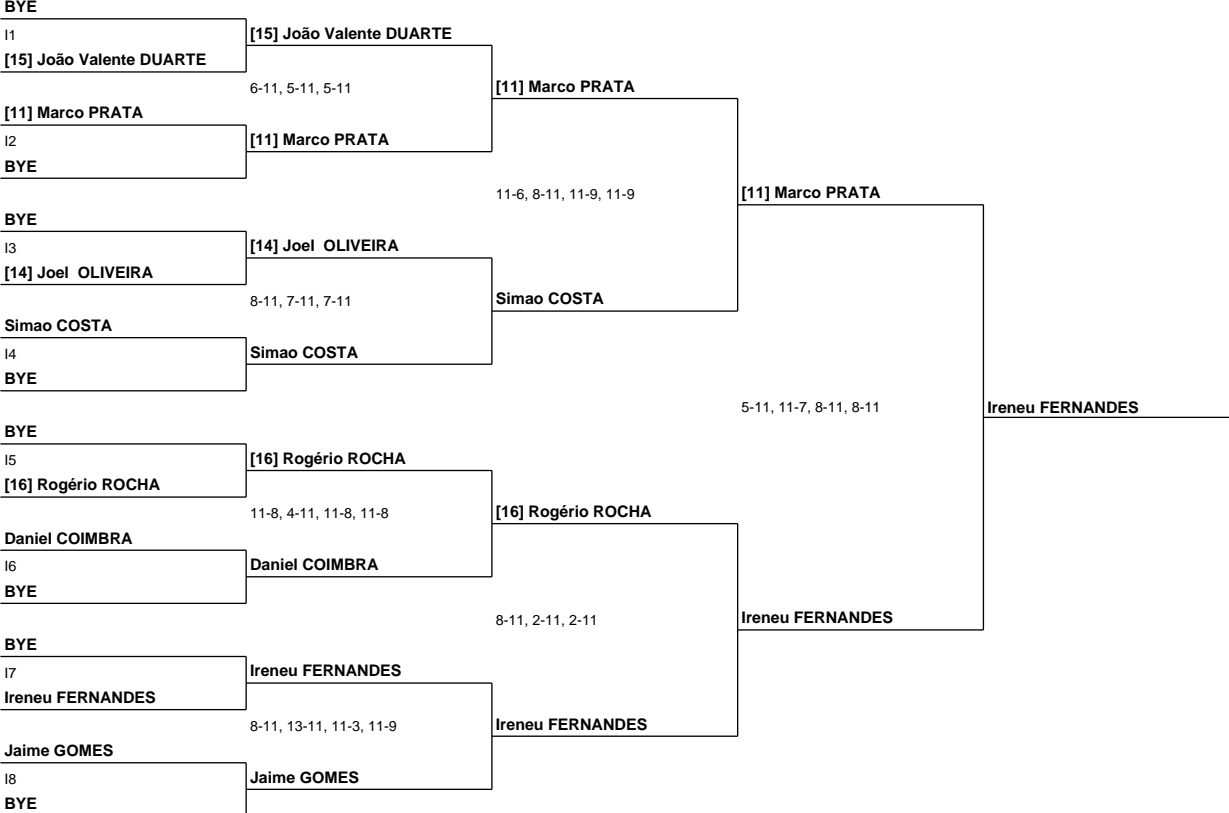 BYE
I1
[15] João Valente DUARTE
[15] João Valente DUARTE
6-11, 5-11, 5-11
[11] Marco PRATA
[11] Marco PRATA
I2
[11] Marco PRATA
BYE
11-6, 8-11, 11-9, 11-9
[11] Marco PRATA
BYE
I3
[14] Joel  OLIVEIRA
[14] Joel  OLIVEIRA
8-11, 7-11, 7-11
Simao COSTA
Simao COSTA
I4
Simao COSTA
BYE
5-11, 11-7, 8-11, 8-11
Ireneu FERNANDES
BYE
I5
[16] Rogério ROCHA
[16] Rogério ROCHA
11-8, 4-11, 11-8, 11-8
[16] Rogério ROCHA
Daniel COIMBRA
I6
Daniel COIMBRA
BYE
8-11, 2-11, 2-11
Ireneu FERNANDES
BYE
I7
Ireneu FERNANDES
Ireneu FERNANDES
8-11, 13-11, 11-3, 11-9
Ireneu FERNANDES
Jaime GOMES
I8
Jaime GOMES
BYE